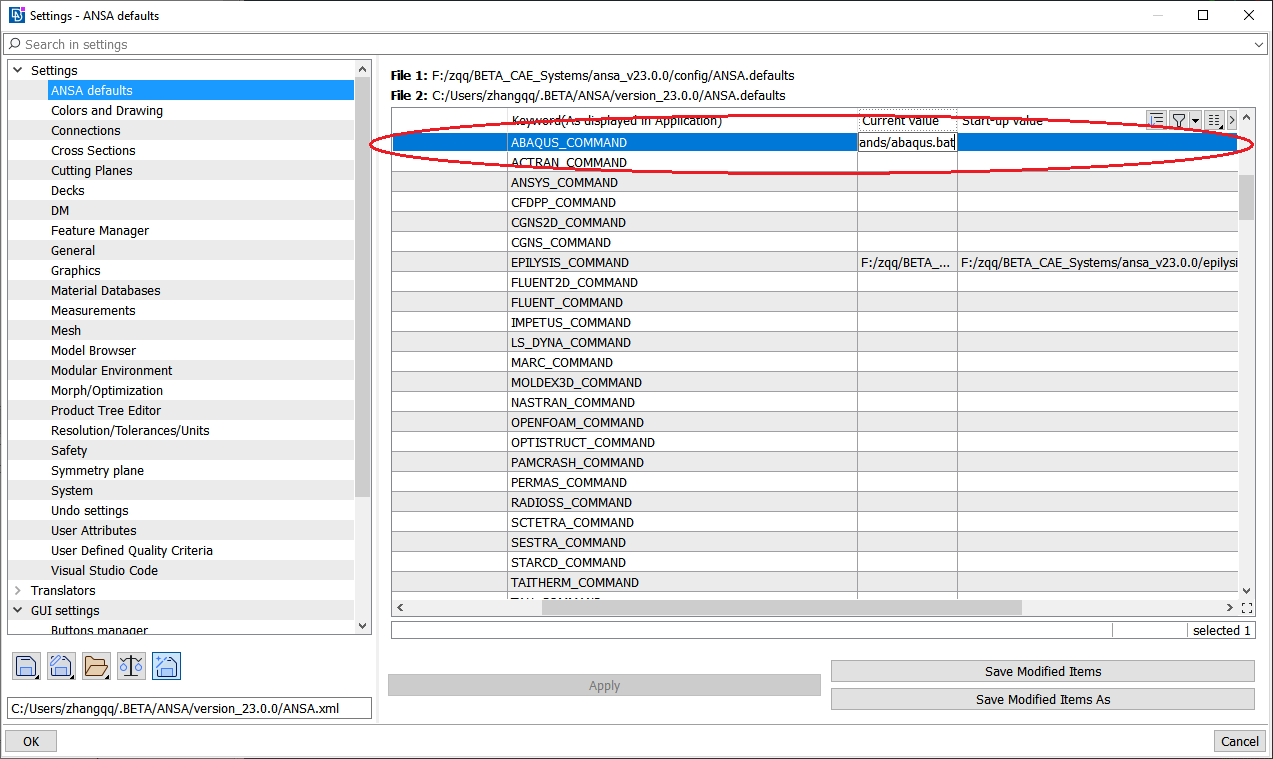 Settings - ANSA defaults
Search in settings
Settings
ANSA defaults
Colors and Drawing
Connections
Cross Sections
Cutting Planes
Decks
DM
Feature Manager
General
Graphics
Material Databases
Measurements
Mesh
Model Browser
Modular Environment
Morph/Optimization
Product Tree Editor
Resolution/Tolerances/Units
Safety
Symmetry plane
System
Undo settings
User Attributes
User Defined Quality Criteria
Visual Studio Code
Translators
GUI settings
Buttons manager
C:/Users/zhangqq/.BETA/ANSA/version_23.0.0/ANSA.xml
File 1: F:/zqq/BETA_CAE_Systems/ansa_v23.0.0/config/ANSA.defaults
File 2: C:/Users/zhangqq/.BETA/ANSA/version_23.0.0/ANSA.defaults
Keyword(As displayed in Application) Current value Start-up value
ABAQUS_COMMAND ands/abaqus.bat
ACTRAN_COMMAND
ANSYS_COMMAND
CFDPP_COMMAND
CGNS2D_COMMAND
CGNS_COMMAND
EPILYSIS_COMMAND F:/zqq/BETA_... F:/zqq/BETA_CAE_Systems/ansa_v23.0.0/epilysi
FLUENT2D_COMMAND
FLUENT_COMMAND
IMPETUS_COMMAND
LS_DYNA_COMMAND
MARC_COMMAND
MOLDEX3D_COMMAND
NASTRAN_COMMAND
OPENFOAM_COMMAND
OPTISTRUCT_COMMAND
PAMCRASH_COMMAND
PERMAS_COMMAND
RADIOSS_COMMAND
SCTETRA_COMMAND
SESTRA_COMMAND
STARCD_COMMAND
TAITHERM_COMMAND
selected 1
Apply
Save Modified Items
Save Modified Items As
OK
Cancel